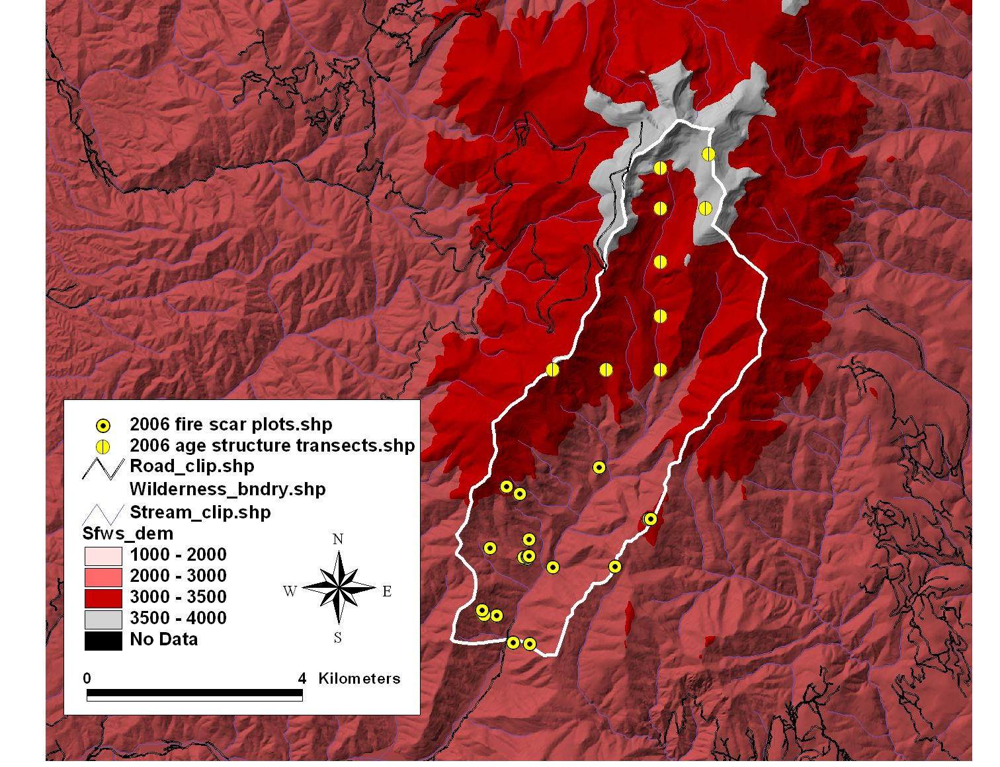 2006 fire scar plots.shp
2006 age structure transects.shp
Road_clip.shp
Wilderness_bndry.shp
Stream_clip.shp
Sfws_dem
1000 - 2000
2000 - 3000
3000 - 3500
3500 - 4000
No Data
N
W E
S
0 4 Kilometers